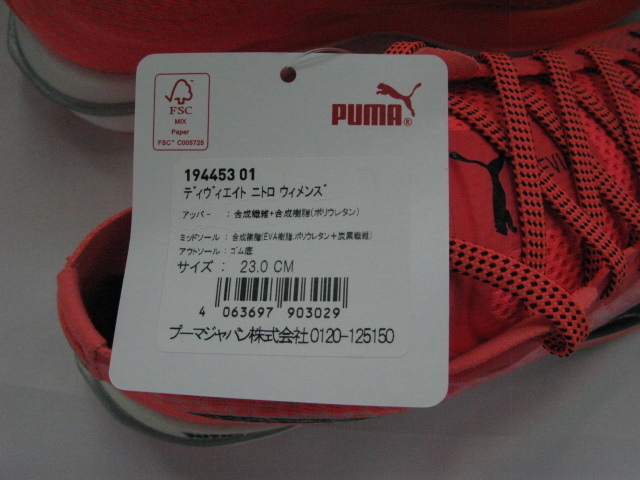 FSC
MIX
Paper
FSC™ C005725
PUMA®
194453 01
ディヴィエイト ニトロ ウィメンズ
アッパー : 合成繊維+合成樹脂(ポリウレタン)
ミッドソール : 合成樹脂(EVA樹脂,ポリウレタン+炭素繊維)
アウトソール : ゴム底
サイズ : 23.0 CM
4 063697 903029
プーマジャパン株式会社 0120-125150